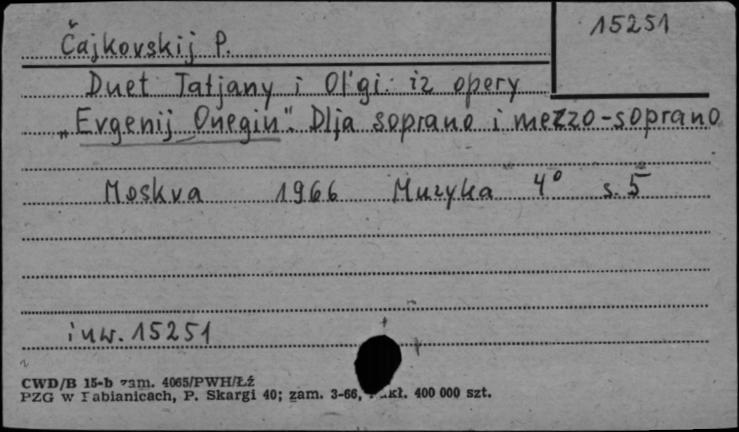 15251
Čajkovskij P.
Duet Tatjany i Ol'gi iz opery
„Evgenij Onegin". Dlja soprano i mezzo-soprano
Moskva 1966 Muzyka 4° s. 5
inw. 15251
CWD/B 15-b zam. 4065/PWH/Łź
PZG w Pabianicach, P. Skargi 40; zam. 3-66, 400 000 szt.